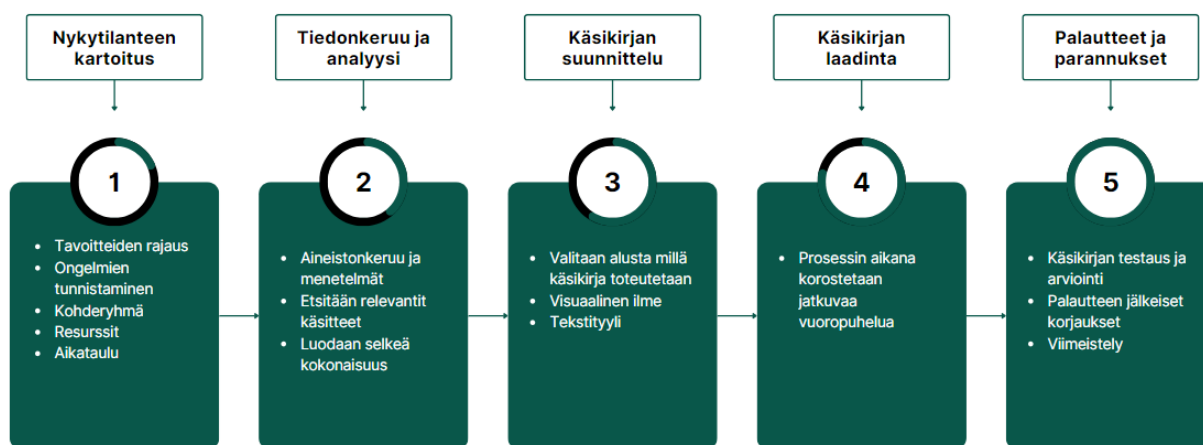 Nykytilanteen
kartoitus
Tiedonkeruu ja
analyysi
Käsikirjan
suunnittelu
Käsikirjan
laadinta
Palautteet ja
parannukset
1
2
3
4
5
• Tavoitteiden rajaus
• Ongelmien
tunnistaminen
• Kohderyhmä
• Resurssit
• Aikataulu
• Aineistonkeruu ja
menetelmät
• Etsitään relevantit
käsitteet
• Luodaan selkeä
kokonaisuus
• Valitaan alusta millä
käsikirja toteutetaan
• Visuaalinen ilme
• Tekstityyli
• Prosessin aikana
korostetaan
jatkuvaa
vuoropuhelua
• Käsikirjan testaus ja
arviointi
• Palautteen jälkeiset
korjaukset
• Viimeistely